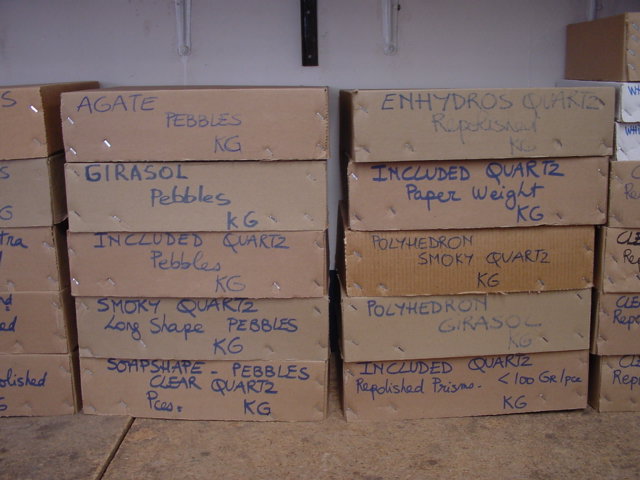 AGATE
PEBBLES
KG
GIRASOL
Pebbles
KG
INCLUDED QUARTZ
Pebbles
KG
SMOKY QUARTZ
Long Shape PEBBLES
KG
SOAPSHAPE - PEBBLES
CLEAR QUARTZ
Pces. KG
ENHYDROS QUARTZ
Repolished
KG
INCLUDED QUARTZ
Paper Weight
KG
POLYHEDRON
SMOKY QUARTZ
KG
POLYHEDRON
GIRASOL
KG
INCLUDED QUARTZ
Repolished Prisms. <100 Gr/pce
KG